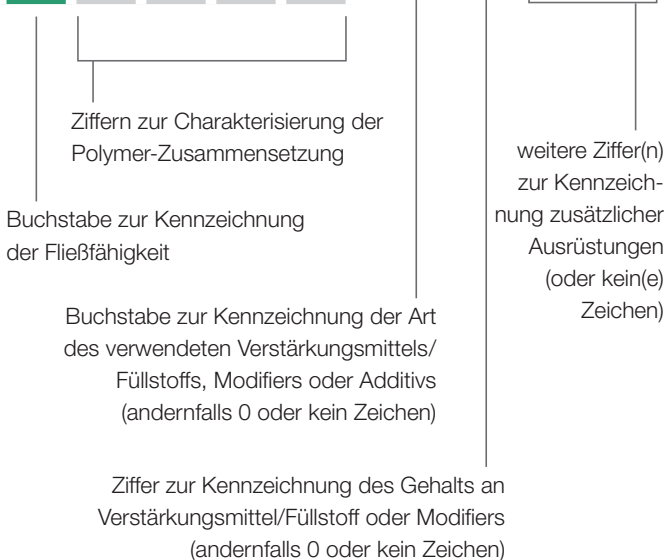 Ziffern zur Charakterisierung der
Polymer-Zusammensetzung
Buchstabe zur Kennzeichnung
der Fließfähigkeit
weitere Ziffer(n)
zur Kennzeich-
nung zusätzlicher
Ausrüstungen
(oder kein(e)
Zeichen)
Buchstabe zur Kennzeichnung der Art
des verwendeten Verstärkungsmittels/
Füllstoffs, Modifiers oder Additivs
(andernfalls 0 oder kein Zeichen)
Ziffer zur Kennzeichnung des Gehalts an
Verstärkungsmittel/Füllstoff oder Modifiers
(andernfalls 0 oder kein Zeichen)